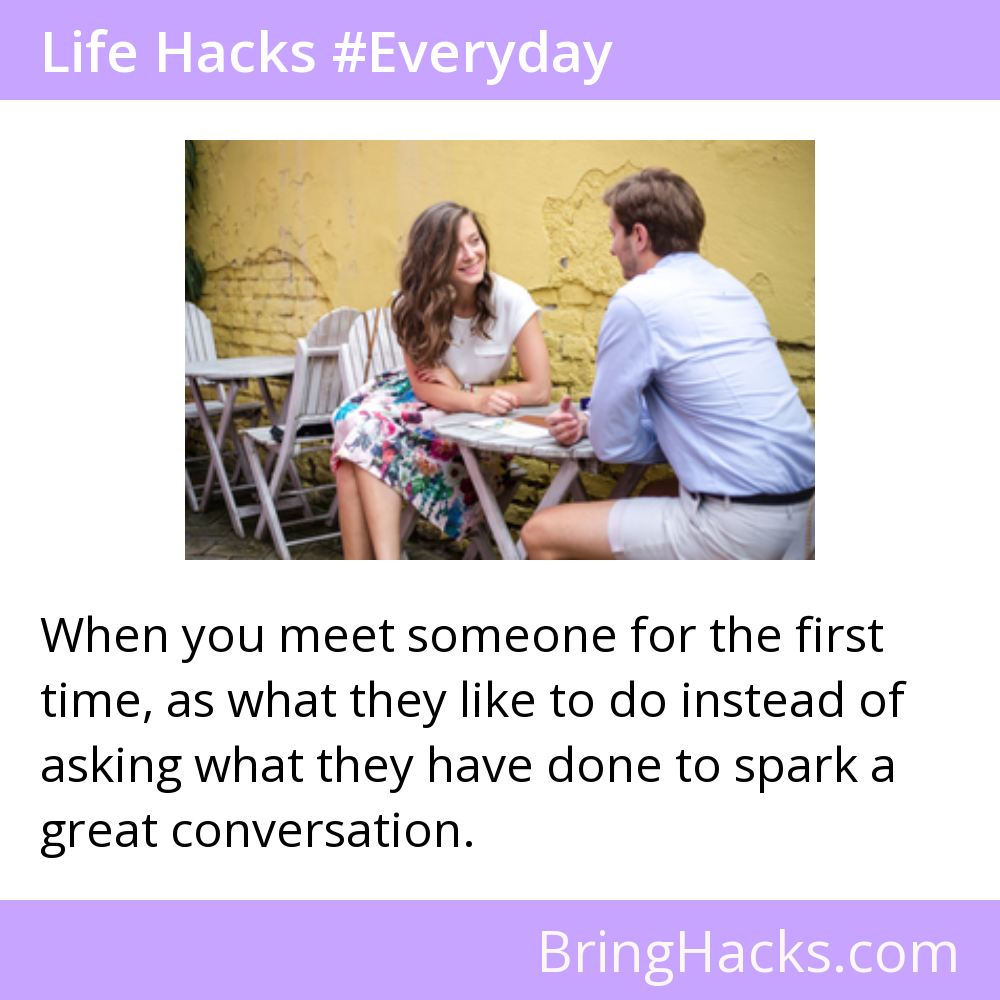 Life Hacks #Everyday
When you meet someone for the first
time, as what they like to do instead of
asking what they have done to spark a
great conversation.
BringHacks.com